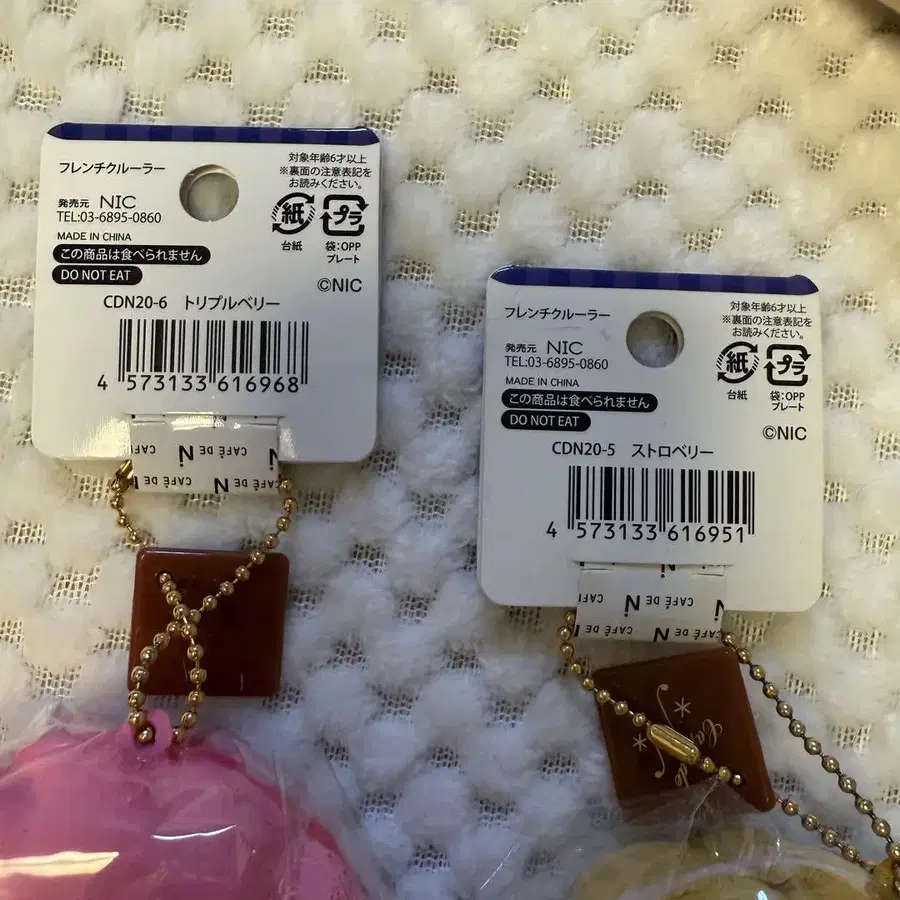 フレンチクルーラー
対象年齢6才以上
※裏面の注意表記を
お読みください。
発売元 NIC
TEL:03-6895-0860
MADE IN CHINA
この商品は食べられません
DO NOT EAT
紙
台紙
プラ
袋:OPP
プレート
©NIC
CDN20-6 トリプルベリー
4 573133 616968
CAFÉ DE N
フレンチクルーラー
対象年齢6才以上
※裏面の注意表記を
お読みください。
発売元 NIC
TEL:03-6895-0860
MADE IN CHINA
この商品は食べられません
DO NOT EAT
紙
台紙
プラ
袋:OPP
プレート
©NIC
CDN20-5 ストロベリー
4 573133 616951
CAFÉ DE N
CAFÉ DE N